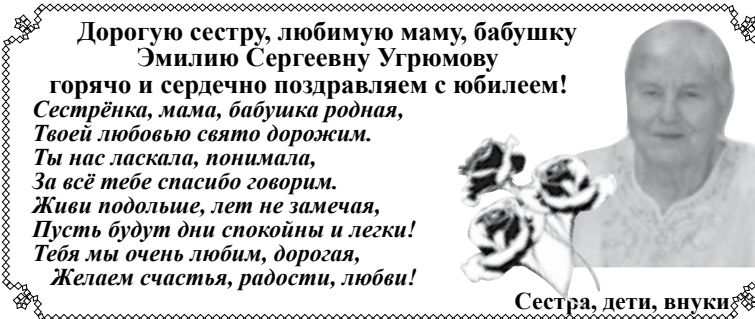 Дорогую сестру, любимую маму, бабушку
Эмилию Сергеевну Угрюмову
горячо и сердечно поздравляем с юбилеем!
Сестрёнка, мама, бабушка родная,
Твоей любовью свято дорожим.
Ты нас ласкала, понимала,
За всё тебе спасибо говорим.
Живи подольше, лет не замечая,
Пусть будут дни спокойны и легки!
Тебя мы очень любим, дорогая,
Желаем счастья, радости, любви!
Сестра, дети, внуки.